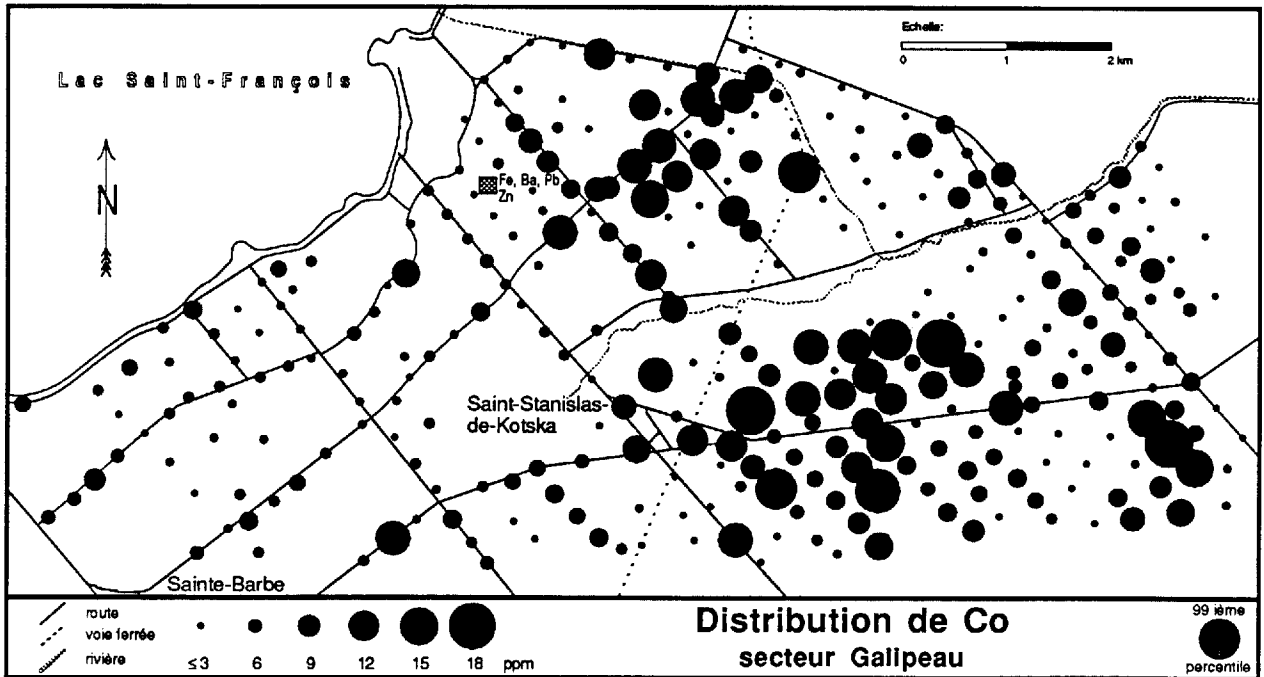 Echelle:
0 1 2 km
Lac Saint-François
N
Fe, Ba, Pb
Zn
Saint-Stanislas-
de-Kotska
Sainte-Barbe
route
voie ferrée
rivière
≤3 6 9 12 15 18 ppm
Distribution de Co
secteur Galipeau
99 ième
percentile